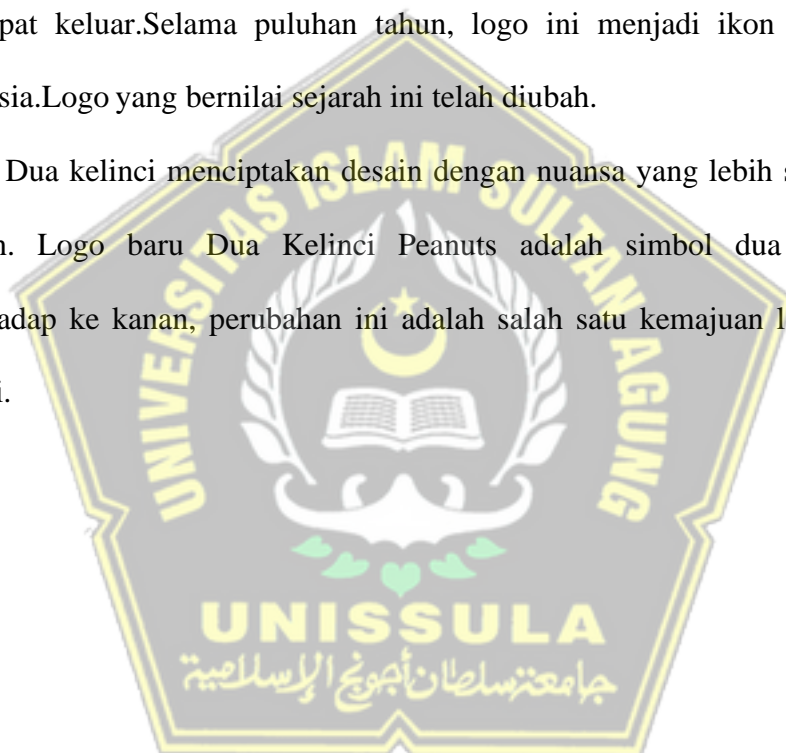 pat keluar.Selama puluhan tahun, logo ini menjadi ikon
sia.Logo yang bernilai sejarah ini telah diubah.
Dua kelinci menciptakan desain dengan nuansa yang lebih s
n. Logo baru Dua Kelinci Peanuts adalah simbol dua
adap ke kanan, perubahan ini adalah salah satu kemajuan l
i.
UNIVERSITAS ISLAM SULTAN AGUNG
UNISSULA
جامعة سلطان أجونج الإسلامية